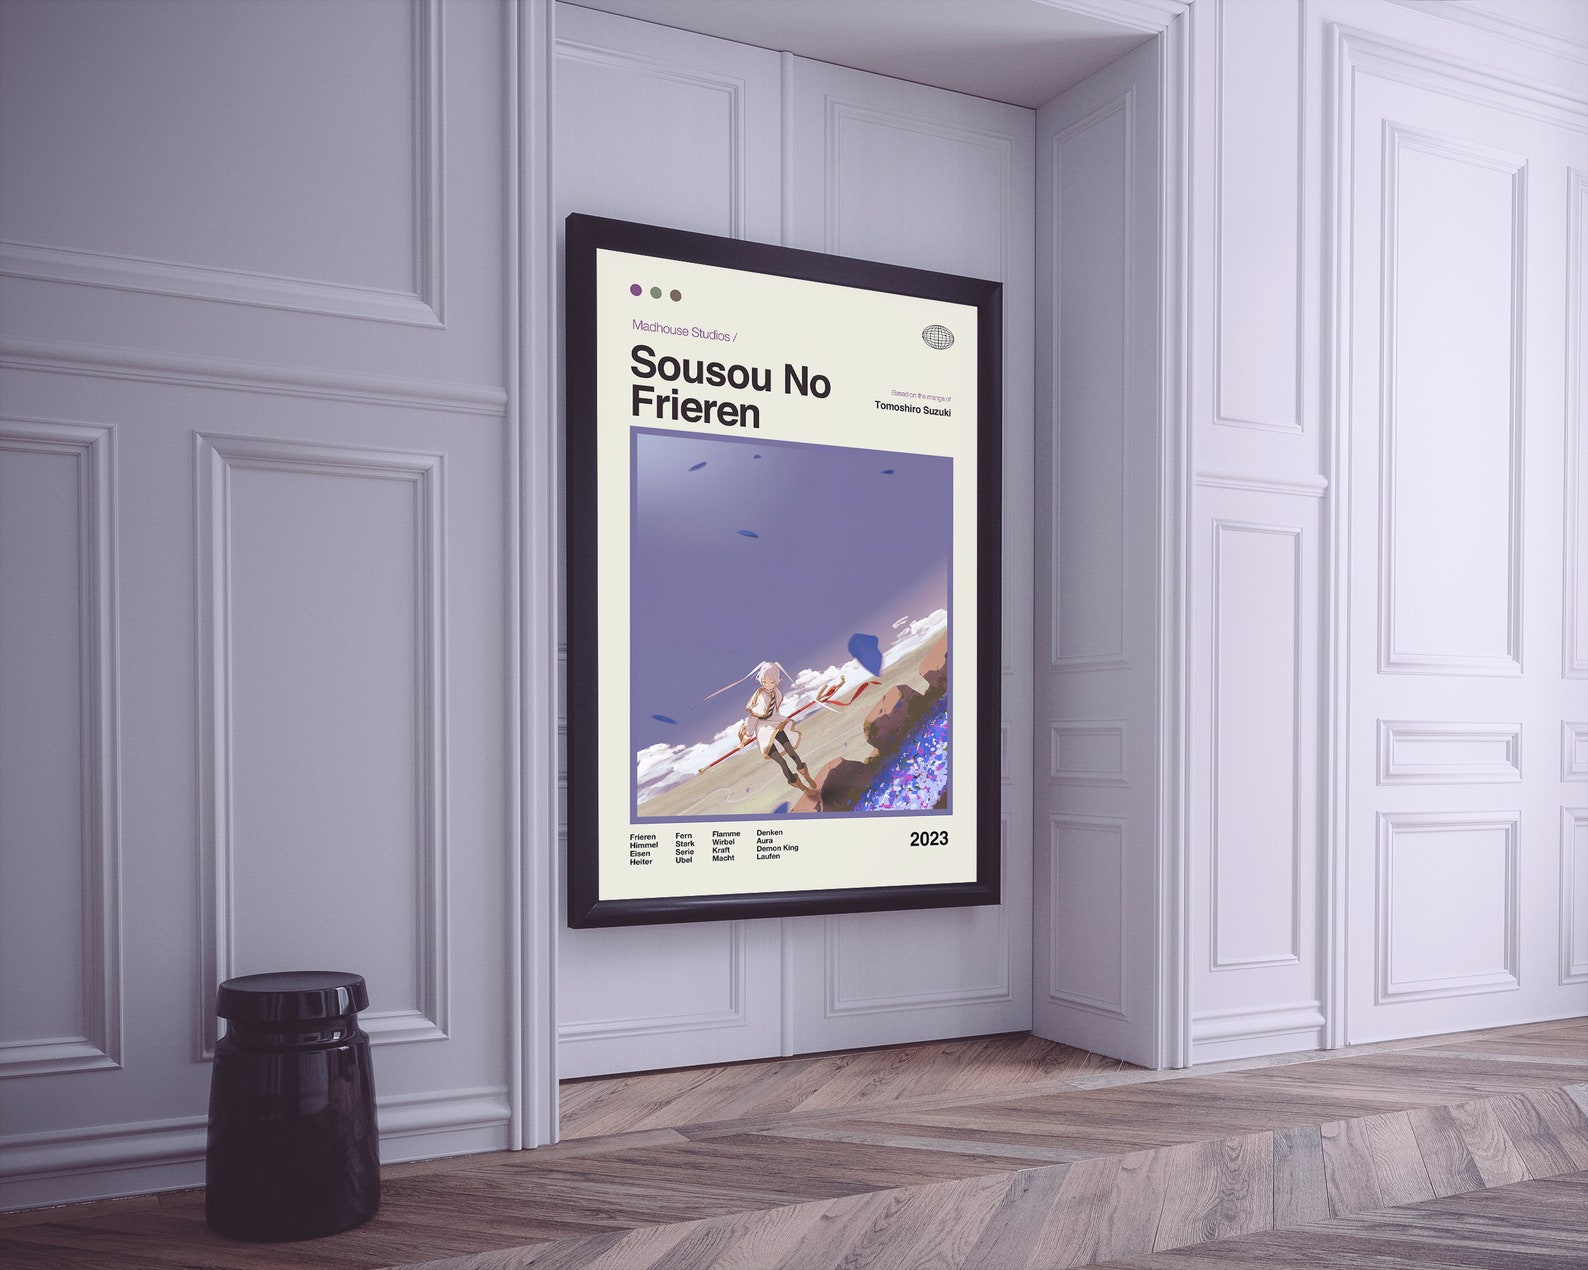 Madhouse Studios /
Sousou No
Frieren
Based on the manga of
Tomoshiro Suzuki
Frieren
Himmel
Eisen
Heiter
Fern
Stark
Serie
Ubel
Flamme
Wirbel
Kraft
Macht
Denken
Aura
Demon King
Laufen
2023